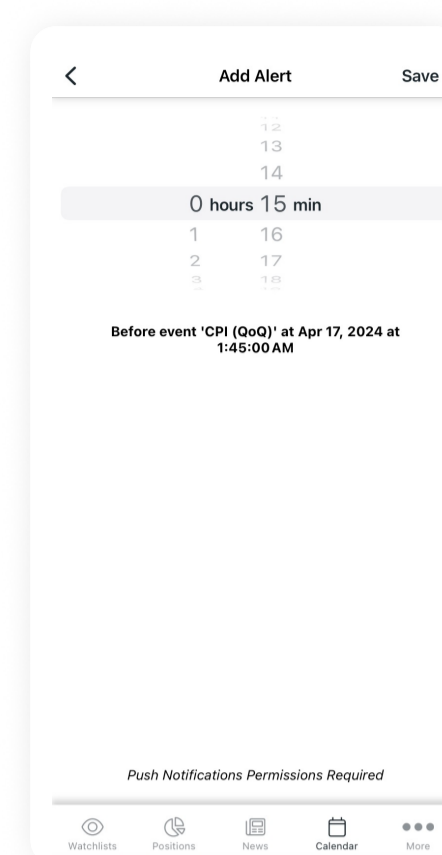 Add Alert Save
12
13
14
0 hours 15 min
1 16
2 17
3 18
Before event 'CPI (QoQ)' at Apr 17, 2024 at
1:45:00 AM
Push Notifications Permissions Required
Watchlists Positions News Calendar More